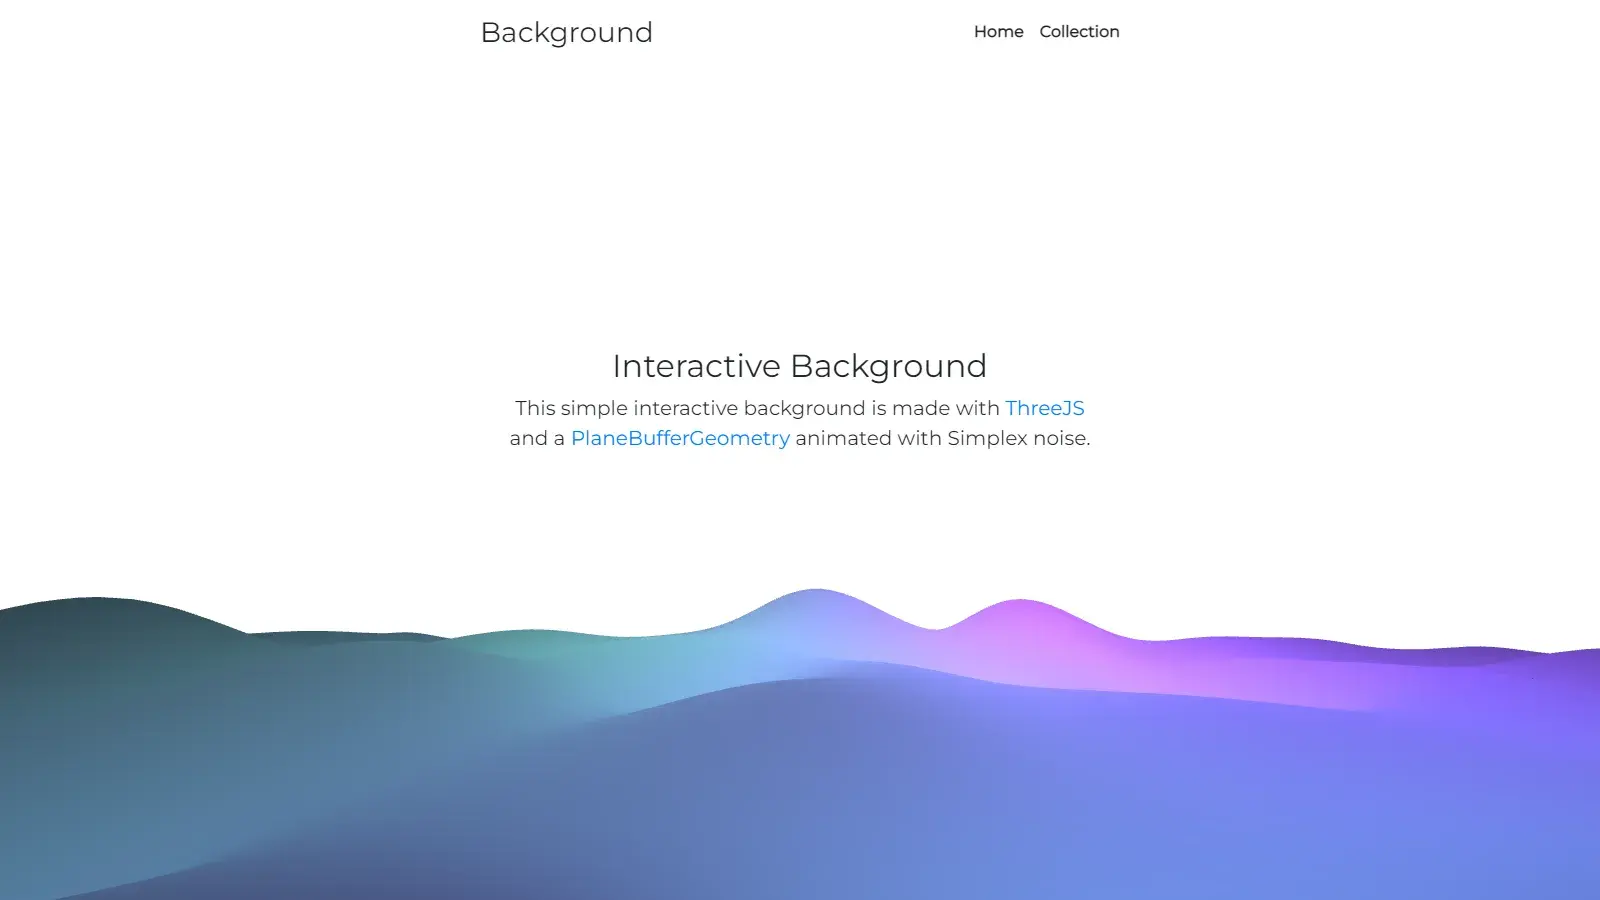 Background
Home Collection
Interactive Background
This simple interactive background is made with ThreeJS
and a PlaneBufferGeometry animated with Simplex noise.